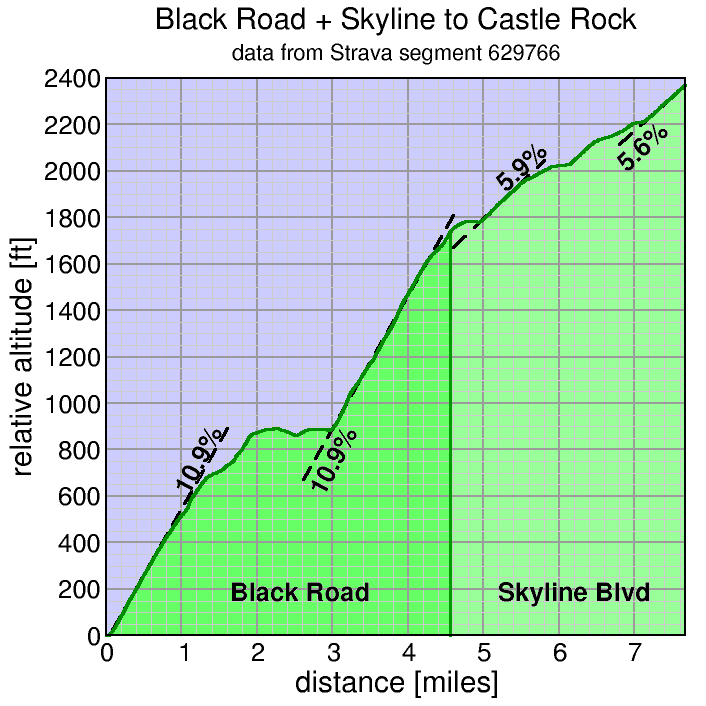 Black Road + Skyline to Castle Rock
data from Strava segment 629766
relative altitude [ft]
2400
2200
2000
1800
1600
1400
1200
1000
800
600
400
200
0
10.9%
10.9%
5.9%
5.6%
Black Road
Skyline Blvd
0 1 2 3 4 5 6 7
distance [miles]